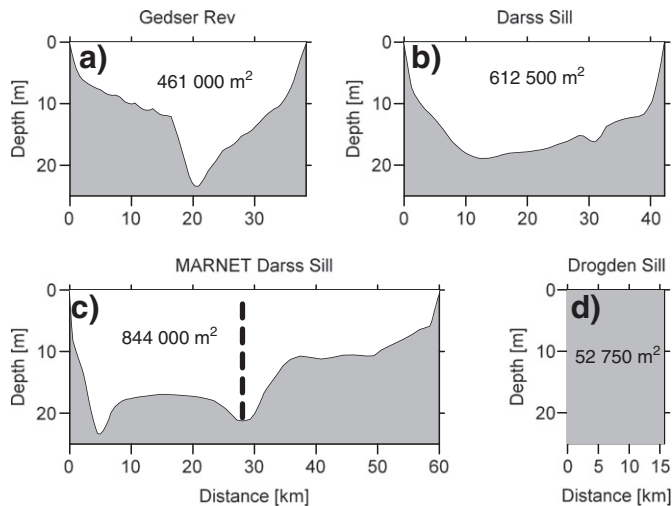 Gedser Rev
Darss Sill
a)
461 000 m²
b)
612 500 m²
Depth [m]
0
10
20
0 10 20 30
Depth [m]
0
10
20
0 10 20 30 40
MARNET Darss Sill
Drogden Sill
c)
844 000 m²
d)
52 750 m²
Depth [m]
0
10
20
0 10 20 30 40 50 60
Distance [km]
Depth [m]
0
10
20
0 5 10 15
Distance [km]